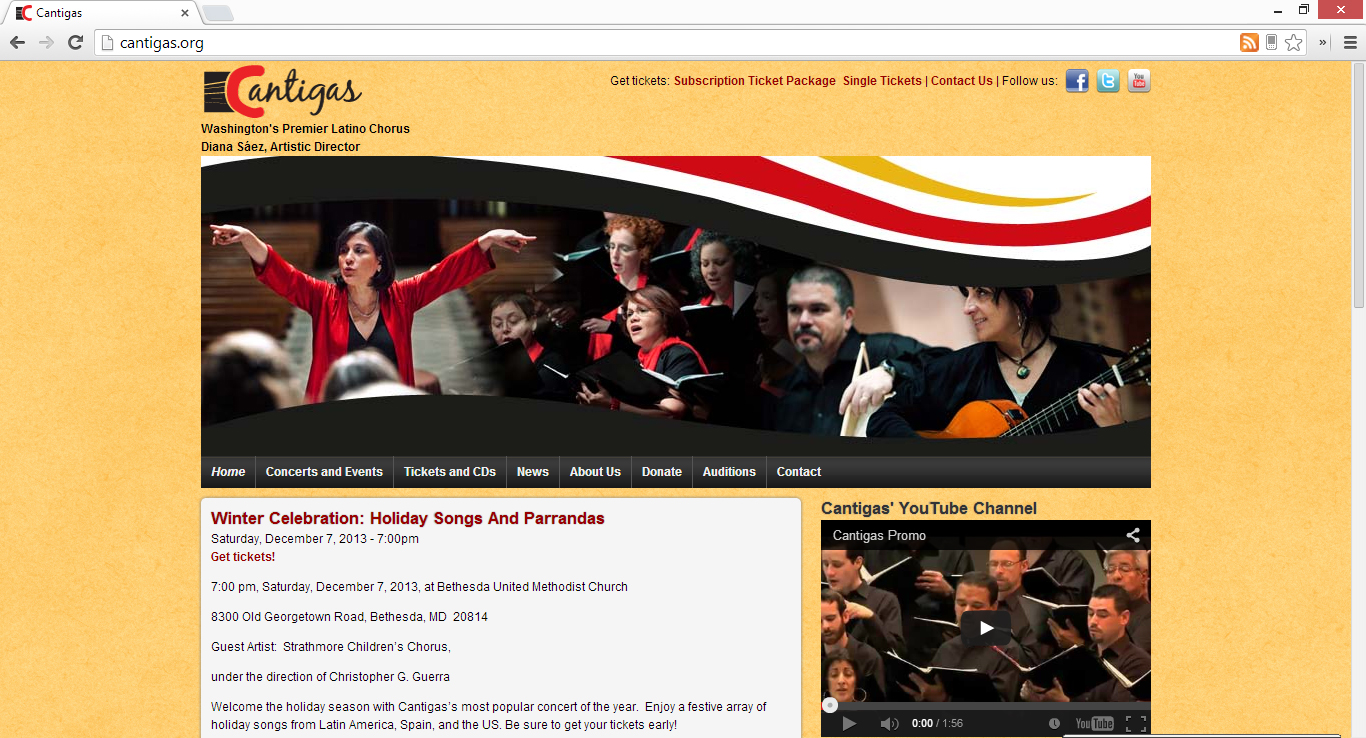 Cantigas
cantigas.org
Cantigas
Get tickets: Subscription Ticket Package Single Tickets | Contact Us | Follow us:
You Tube
Washington's Premier Latino Chorus
Diana Sáez, Artistic Director
Home Concerts and Events Tickets and CDs News About Us Donate Auditions Contact
Winter Celebration: Holiday Songs And Parrandas
Saturday, December 7, 2013 - 7:00pm
Get tickets!
7:00 pm, Saturday, December 7, 2013, at Bethesda United Methodist Church
8300 Old Georgetown Road, Bethesda, MD 20814
Guest Artist: Strathmore Children's Chorus,
under the direction of Christopher G. Guerra
Welcome the holiday season with Cantigas's most popular concert of the year. Enjoy a festive array of
holiday songs from Latin America, Spain, and the US. Be sure to get your tickets early!
Cantigas' YouTube Channel
Cantigas Promo
0:00 / 1:56
YouTube